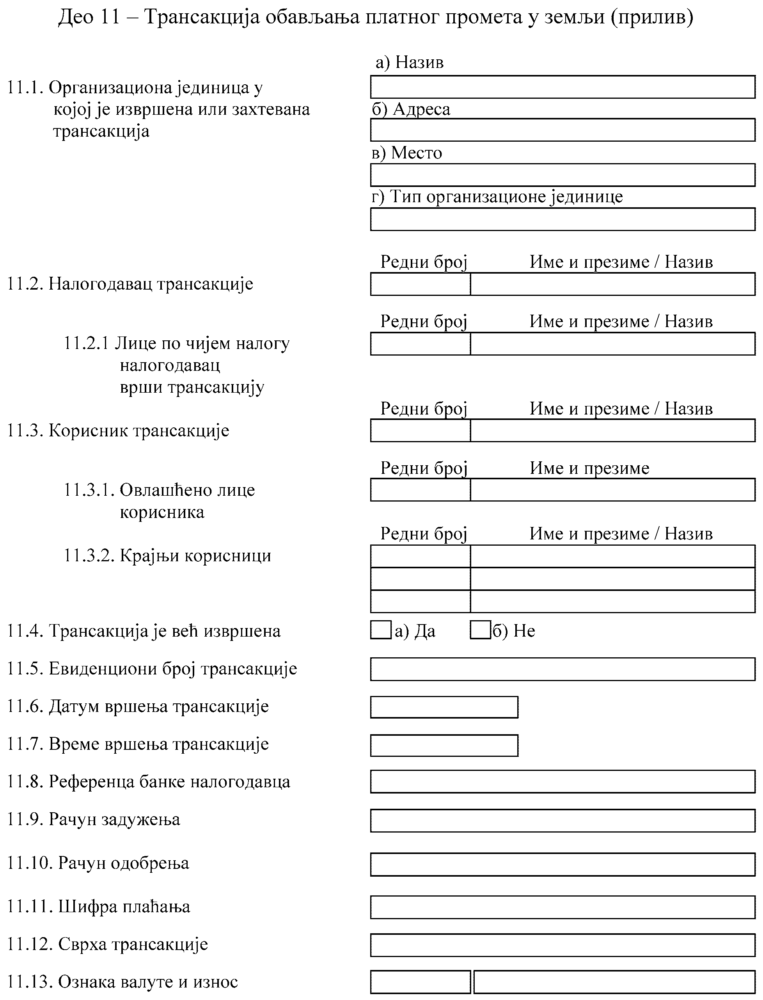 Део 11 – Трансакција обављања платног промета у земљи (прилив)
а) Назив
11.1. Организациона јединица у
којој је извршена или захтевана
трансакција
б) Адреса
в) Место
г) Тип организационе јединице
Редни број Име и презиме / Назив
11.2. Налогодавац трансакције
Редни број Име и презиме / Назив
11.2.1 Лице по чијем налогу
налогодавац
врши трансакцију
Редни број Име и презиме / Назив
11.3. Корисник трансакције
Редни број Име и презиме
11.3.1. Овлашћено лице
корисника
Редни број Име и презиме / Назив
11.3.2. Крајњи корисници
11.4. Трансакција је већ извршена а) Да б) Не
11.5. Евиденциони број трансакције
11.6. Датум вршења трансакције
11.7. Време вршења трансакције
11.8. Референца банке налогодавца
11.9. Рачун задужења
11.10. Рачун одобрења
11.11. Шифра плаћања
11.12. Сврха трансакције
11.13. Ознака валуте и износ